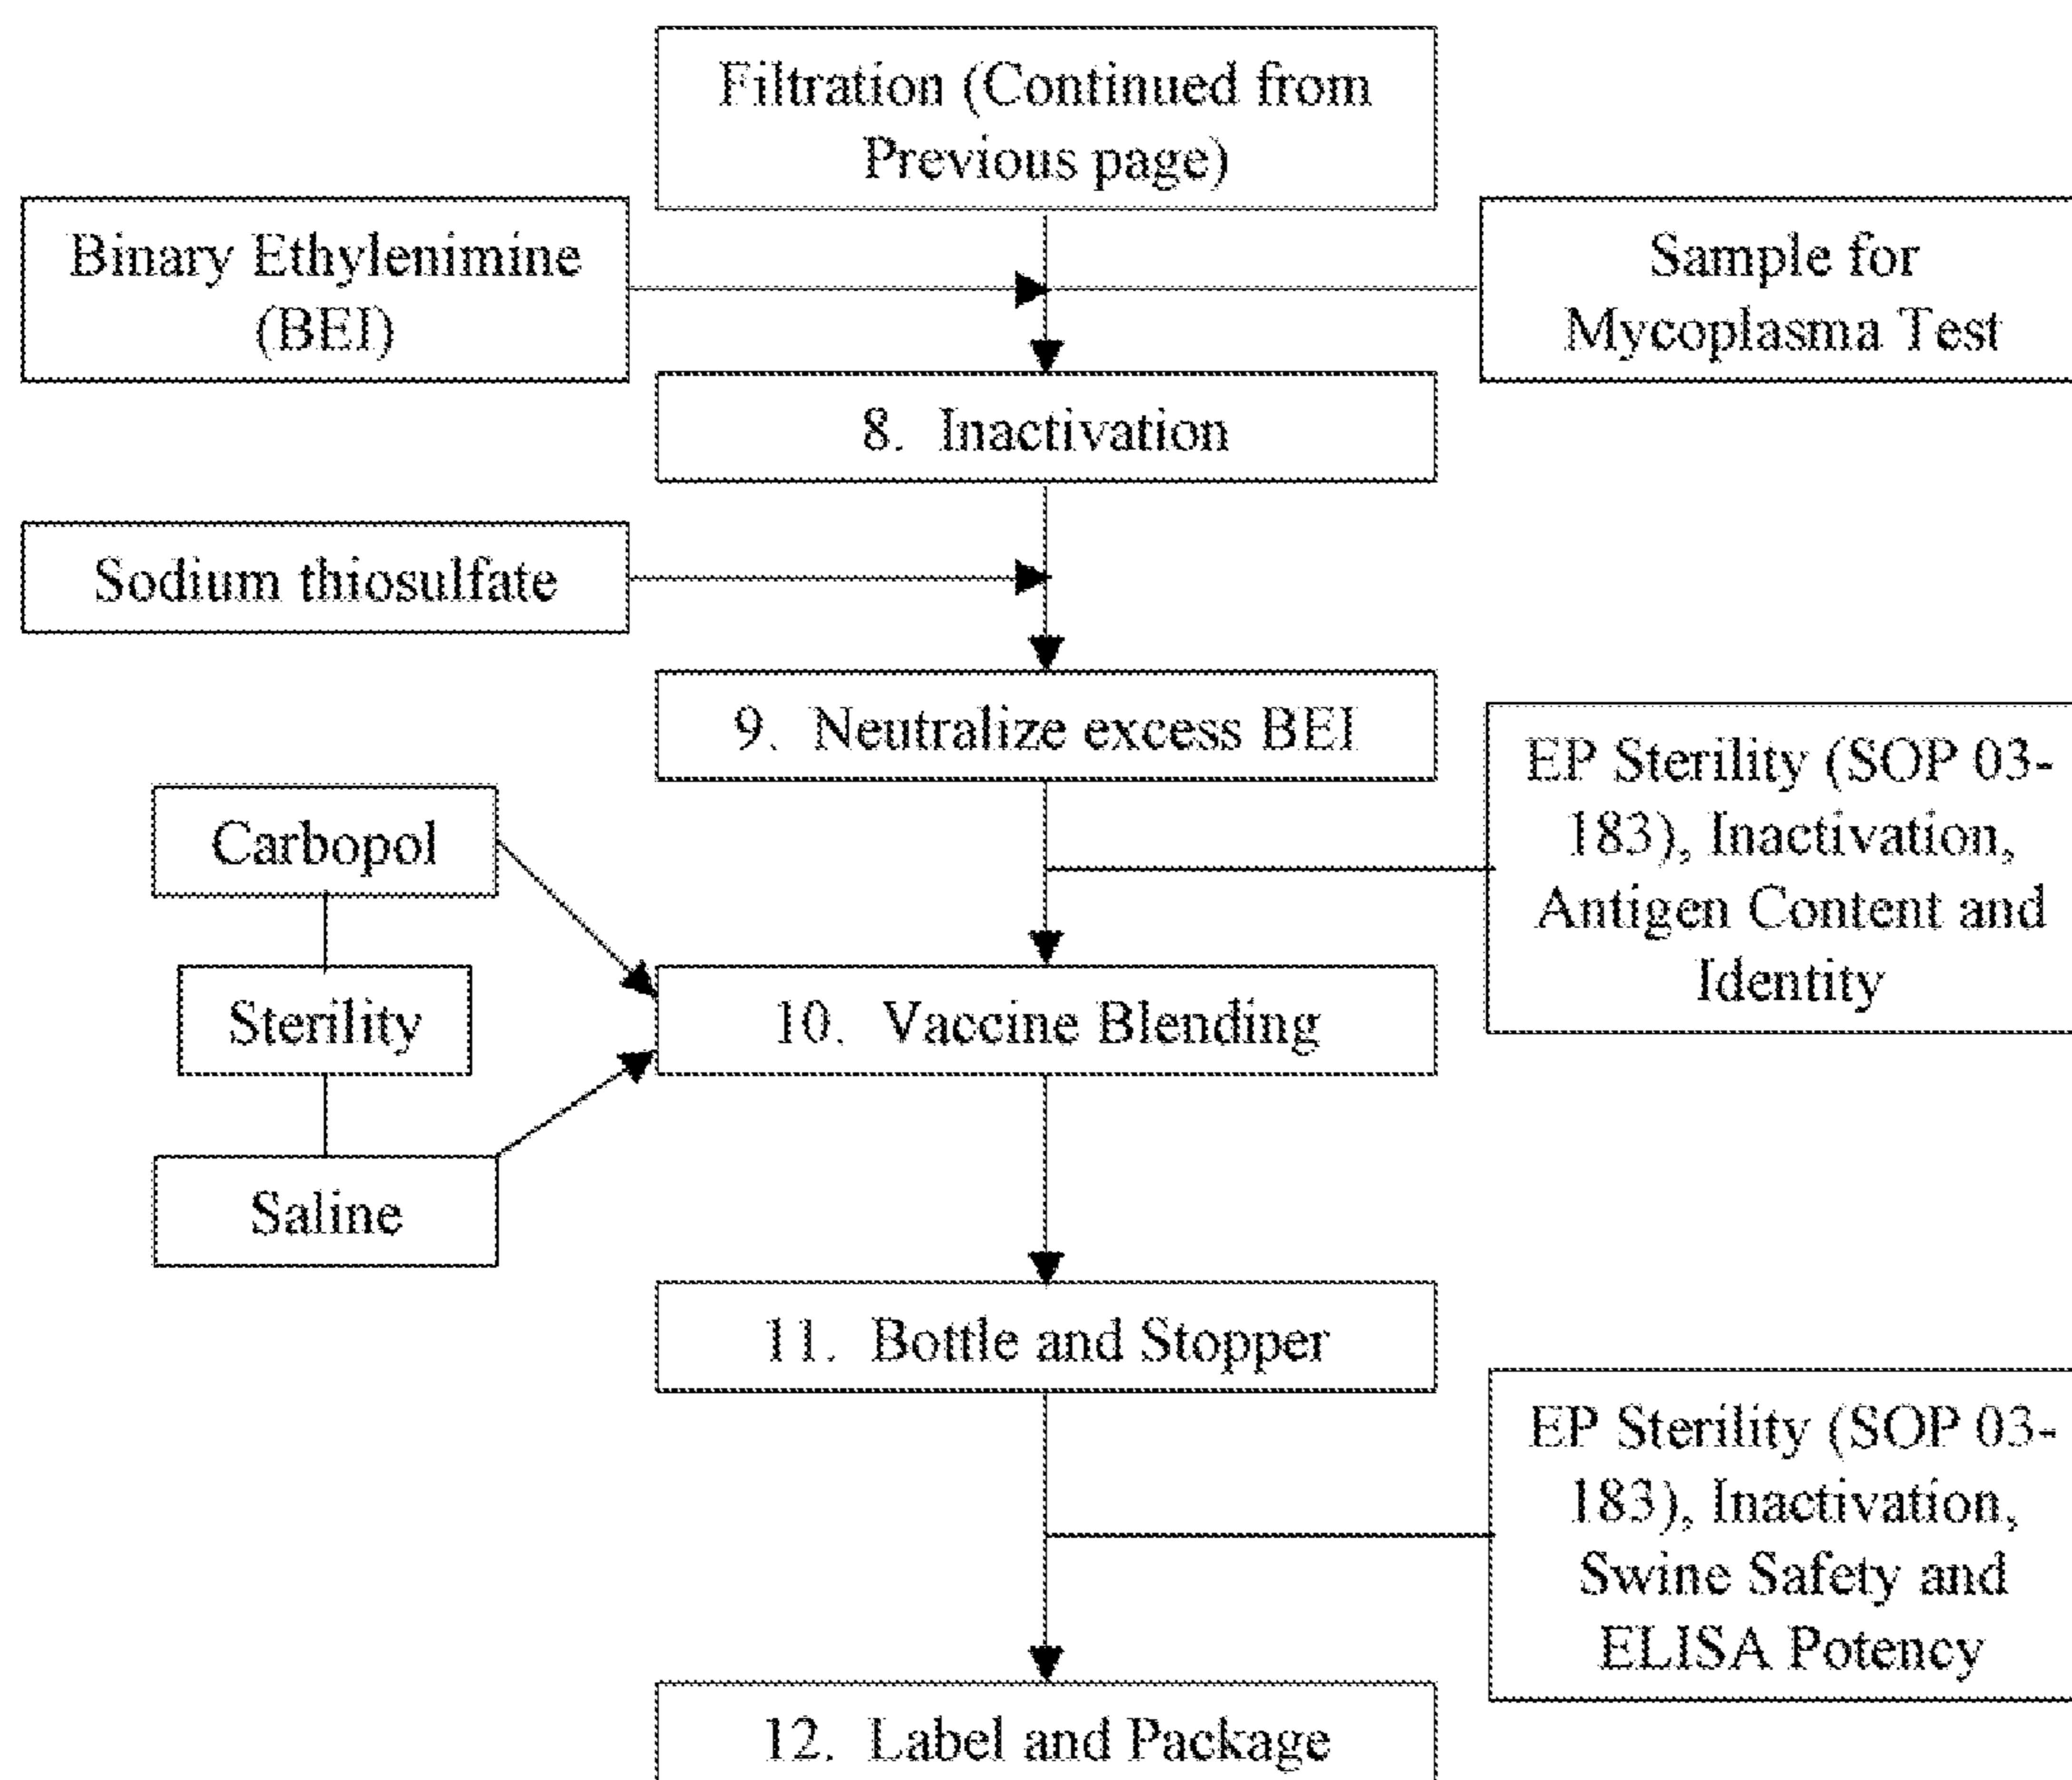 Filtration (Continued from
Previous page)
Binary Ethylenimine
(BEI)
Sample for
Mycoplasma Test
8. Inactivation
Sodium thiosulfate
9. Neutralize excess BEI
EP Sterility (SOP 03-
183), Inactivation,
Antigen Content and
Identity
Carbopol
Sterility
Saline
10. Vaccine Blending
11. Bottle and Stopper
EP Sterility (SOP 03-
183), Inactivation,
Swine Safety and
ELISA Potency
12. Label and Package